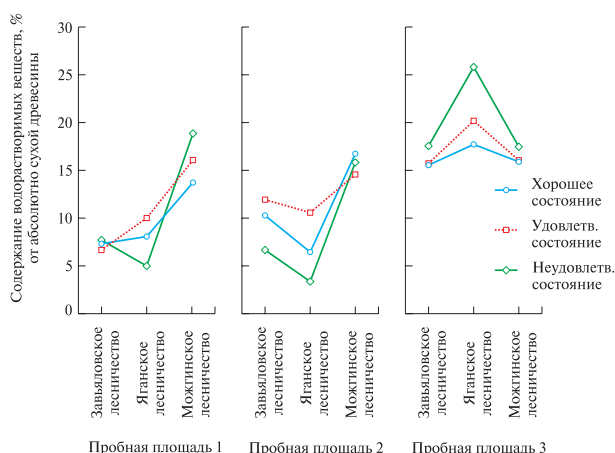 Содержание водорастворимых веществ, %
от абсолютно сухой древесины
30
25
20
15
10
5
0
Завьяловское
лесничество
Яганское
лесничество
Можгинское
лесничество
Пробная площадь 1
Завьяловское
лесничество
Яганское
лесничество
Можгинское
лесничество
Пробная площадь 2
Завьяловское
лесничество
Яганское
лесничество
Можгинское
лесничество
Пробная площадь 3
Хорошее
состояние
Удовлетв.
состояние
Неудовлетв.
состояние